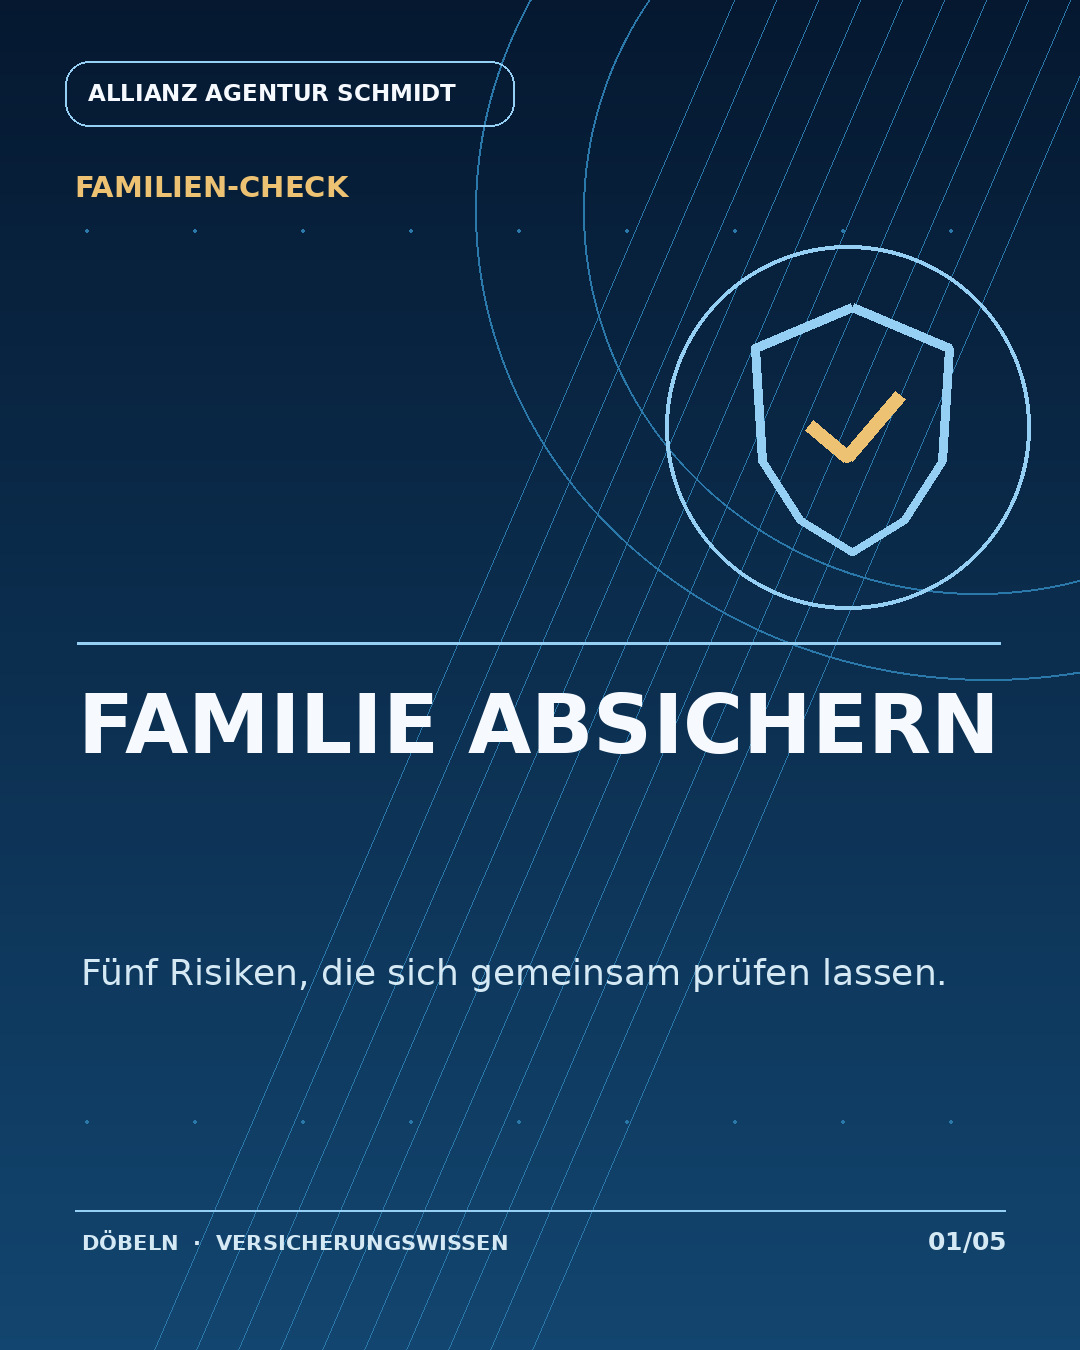 ALLIANZ AGENTUR SCHMIDT
FAMILIEN-CHECK
FAMILIE ABSICHERN
Fünf Risiken, die sich gemeinsam prüfen lassen.
DÖBELN · VERSICHERUNGSWISSEN
01/05